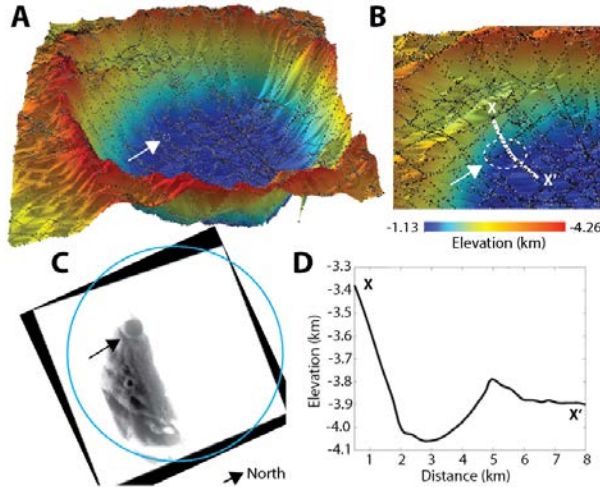 A
B
X
X'
-1.13 -4.26
Elevation (km)
C
North
D
Elevation (km)
-3.3
-3.4
-3.5
-3.6
-3.7
-3.8
-3.9
-4.0
-4.1
X
X'
1 2 3 4 5 6 7 8
Distance (km)